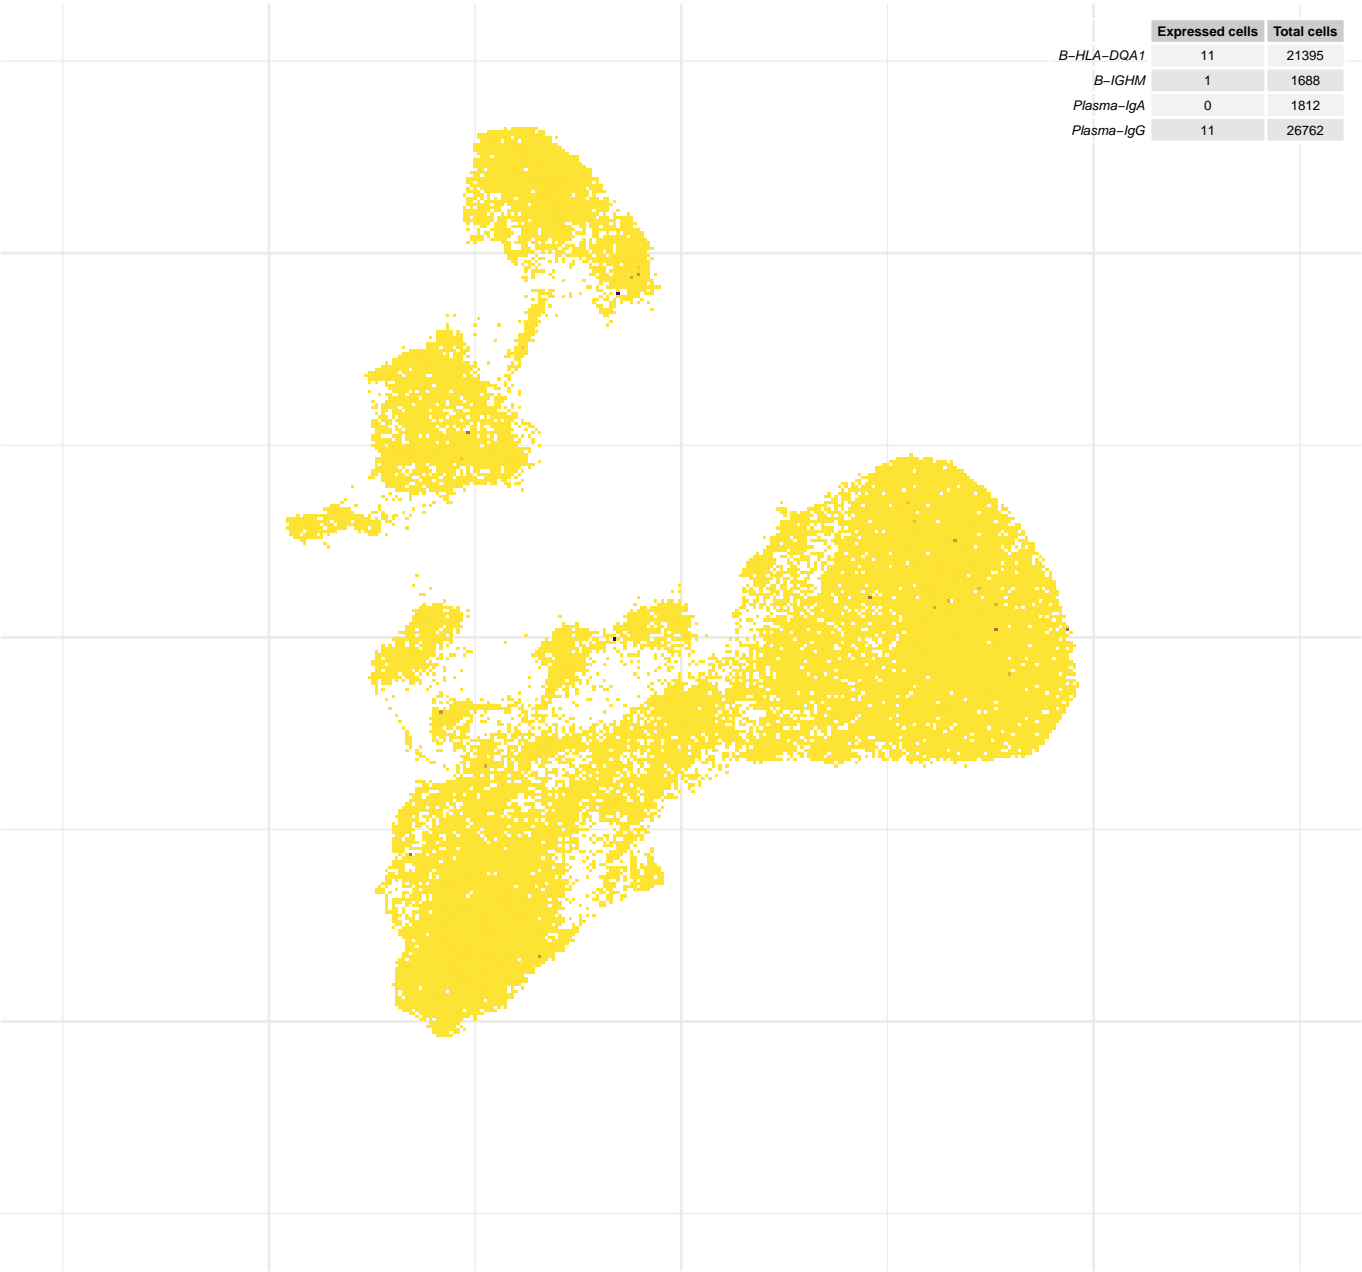 Expressed cells Total cells
B−HLA−DQA1 11 21395
B−IGHM 1 1688
Plasma−IgA 0 1812
Plasma−IgG 11 26762